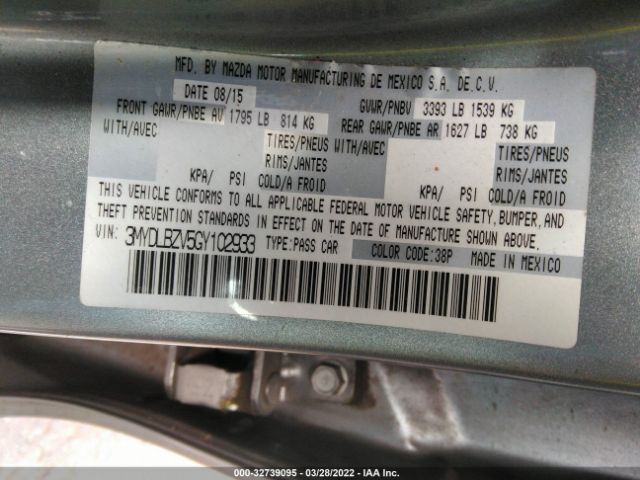 MFD. BY MAZDA MOTOR MANUFACTURING DE MEXICO S.A. DE.C.V.
DATE 08/15 GVWR/PNBV 3393 LB 1539 KG
FRONT GAWR/PNBE AV 1795 LB 814 KG REAR GAWR/PNBE AR 1627 LB 738 KG
WITH/AVEC TIRES/PNEUS WITH/AVEC TIRES/PNEUS
RIMS/JANTES RIMS/JANTES
KPA/ PSI COLD/A FROID KPA/ PSI COLD/A FROID
THIS VEHICLE CONFORMS TO ALL APPLICABLE FEDERAL MOTOR VEHICLE SAFETY, BUMPER, AND
THEFT PREVENTION STANDARDS IN EFFECT ON THE DATE OF MANUFACTURE SHOWN ABOVE.
VIN: 3MYDLBZV5GY102933 TYPE: PASS CAR COLOR CODE: 38P MADE IN MEXICO
000-32739095 - 03/28/2022 - IAA Inc.